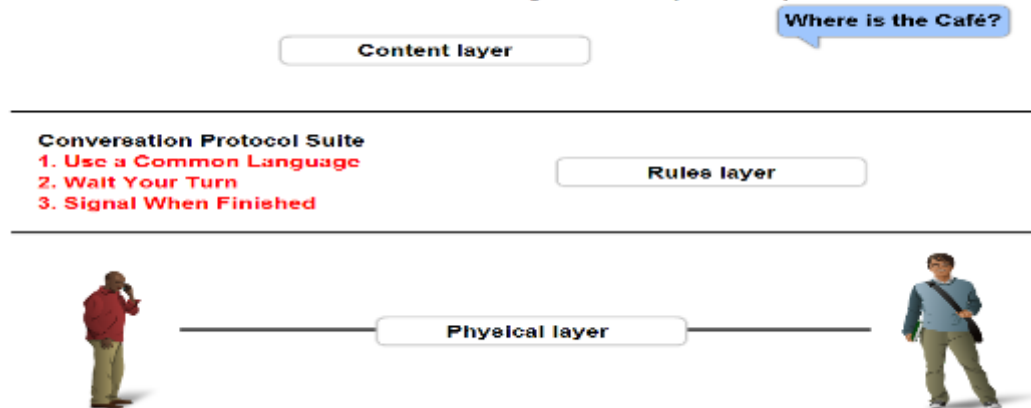 Where is the Café?
Content layer
Conversation Protocol Suite
1. Use a Common Language
2. Wait Your Turn
3. Signal When Finished
Rules layer
Physical layer